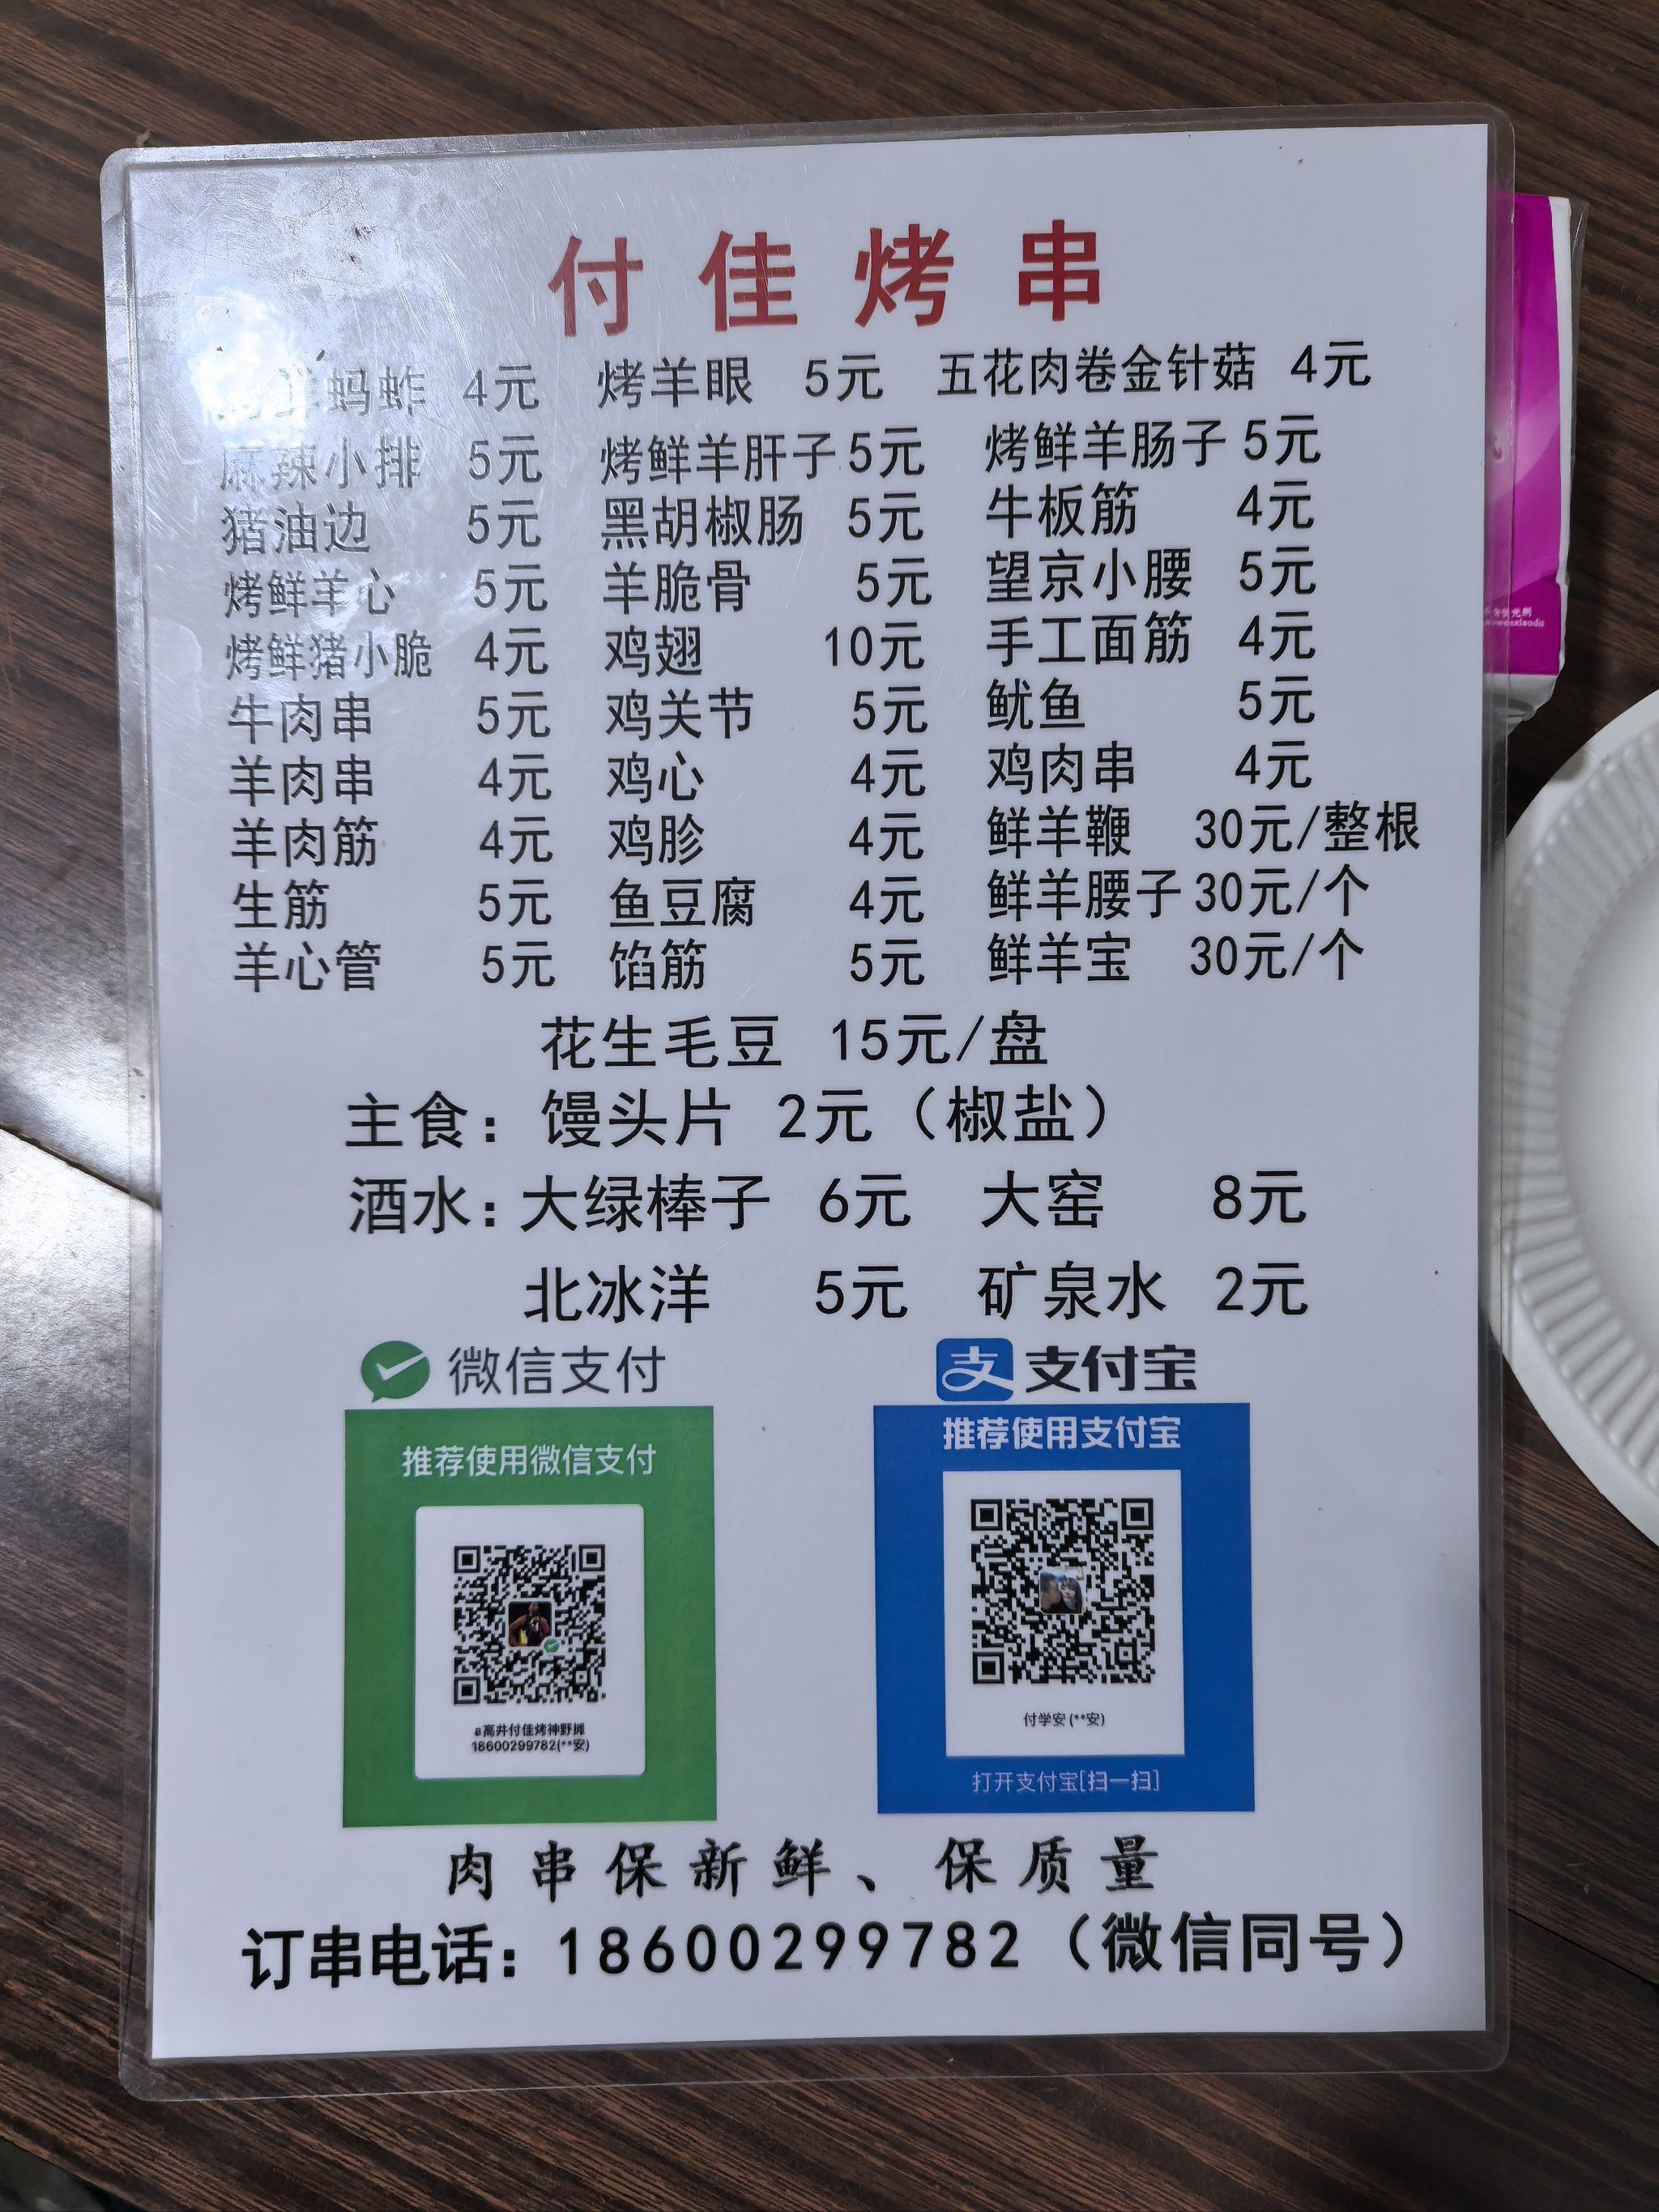 付佳烤串
蚂蚱 4元 烤羊眼 5元 五花肉卷金针菇 4元
麻辣小排 5元 烤鲜羊肝子 5元 烤鲜羊肠子 5元
猪油边 5元 黑胡椒肠 5元 牛板筋 4元
烤鲜羊心 5元 羊脆骨 5元 望京小腰 5元
烤鲜猪小脆 4元 鸡翅 10元 手工面筋 4元
牛肉串 5元 鸡关节 5元 鱿鱼 5元
羊肉串 4元 鸡心 4元 鸡肉串 4元
羊肉筋 4元 鸡胗 4元 鲜羊鞭 30元/整根
生筋 5元 鱼豆腐 4元 鲜羊腰子 30元/个
羊心管 5元 馅筋 5元 鲜羊宝 30元/个
花生毛豆 15元/盘
主食：馒头片 2元（椒盐）
酒水：大绿棒子 6元 大窑 8元
北冰洋 5元 矿泉水 2元
微信支付 支 支付宝
推荐使用微信支付 推荐使用支付宝
高井付佳烤神野摊
18600299782(**安)
付学安(**安)
打开支付宝[扫一扫]
肉串保新鲜、保质量
订串电话：18600299782（微信同号）